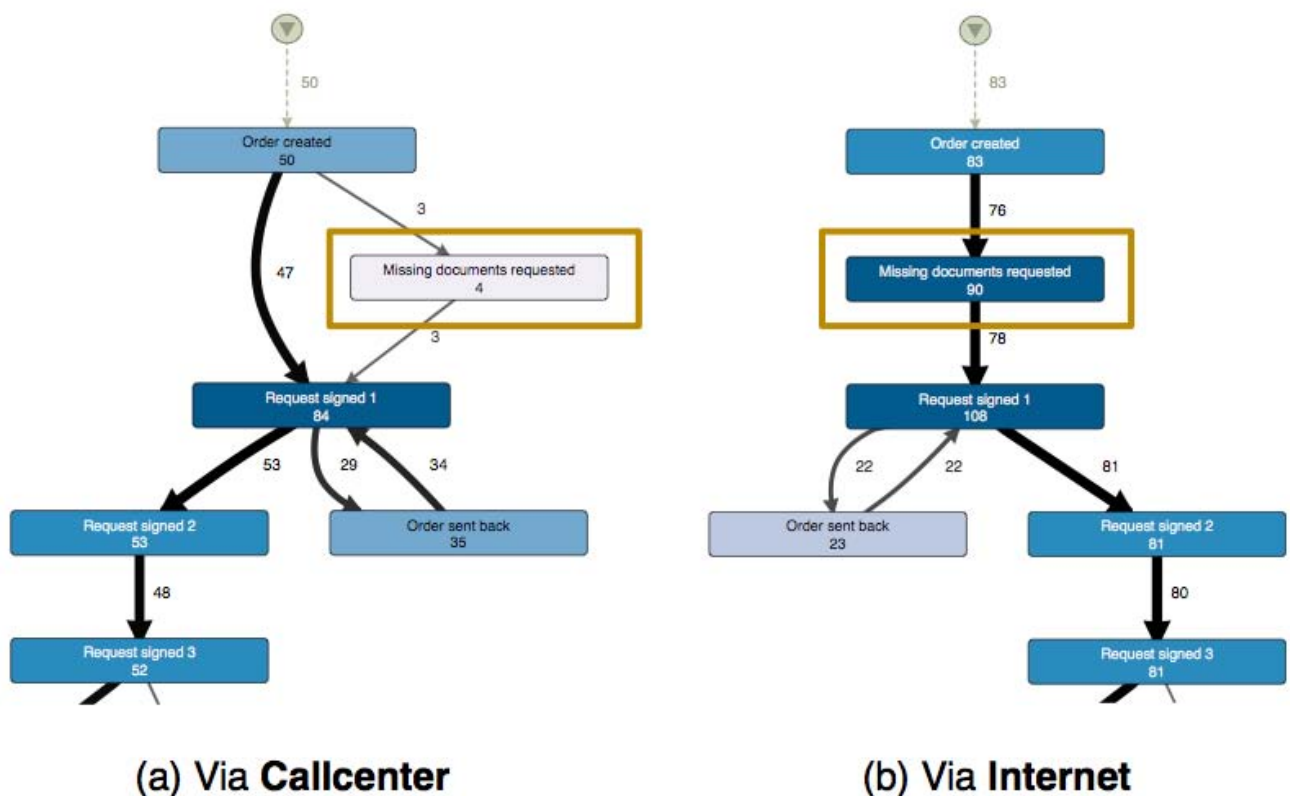 50
Order created
50
3
47
Missing documents requested
4
3
Request signed 1
84
53
29
34
Request signed 2
53
Order sent back
35
48
Request signed 3
52
(a) Via Callcenter
83
Order created
83
76
Missing documents requested
90
78
Request signed 1
108
22
22
81
Order sent back
23
Request signed 2
81
80
Request signed 3
81
(b) Via Internet